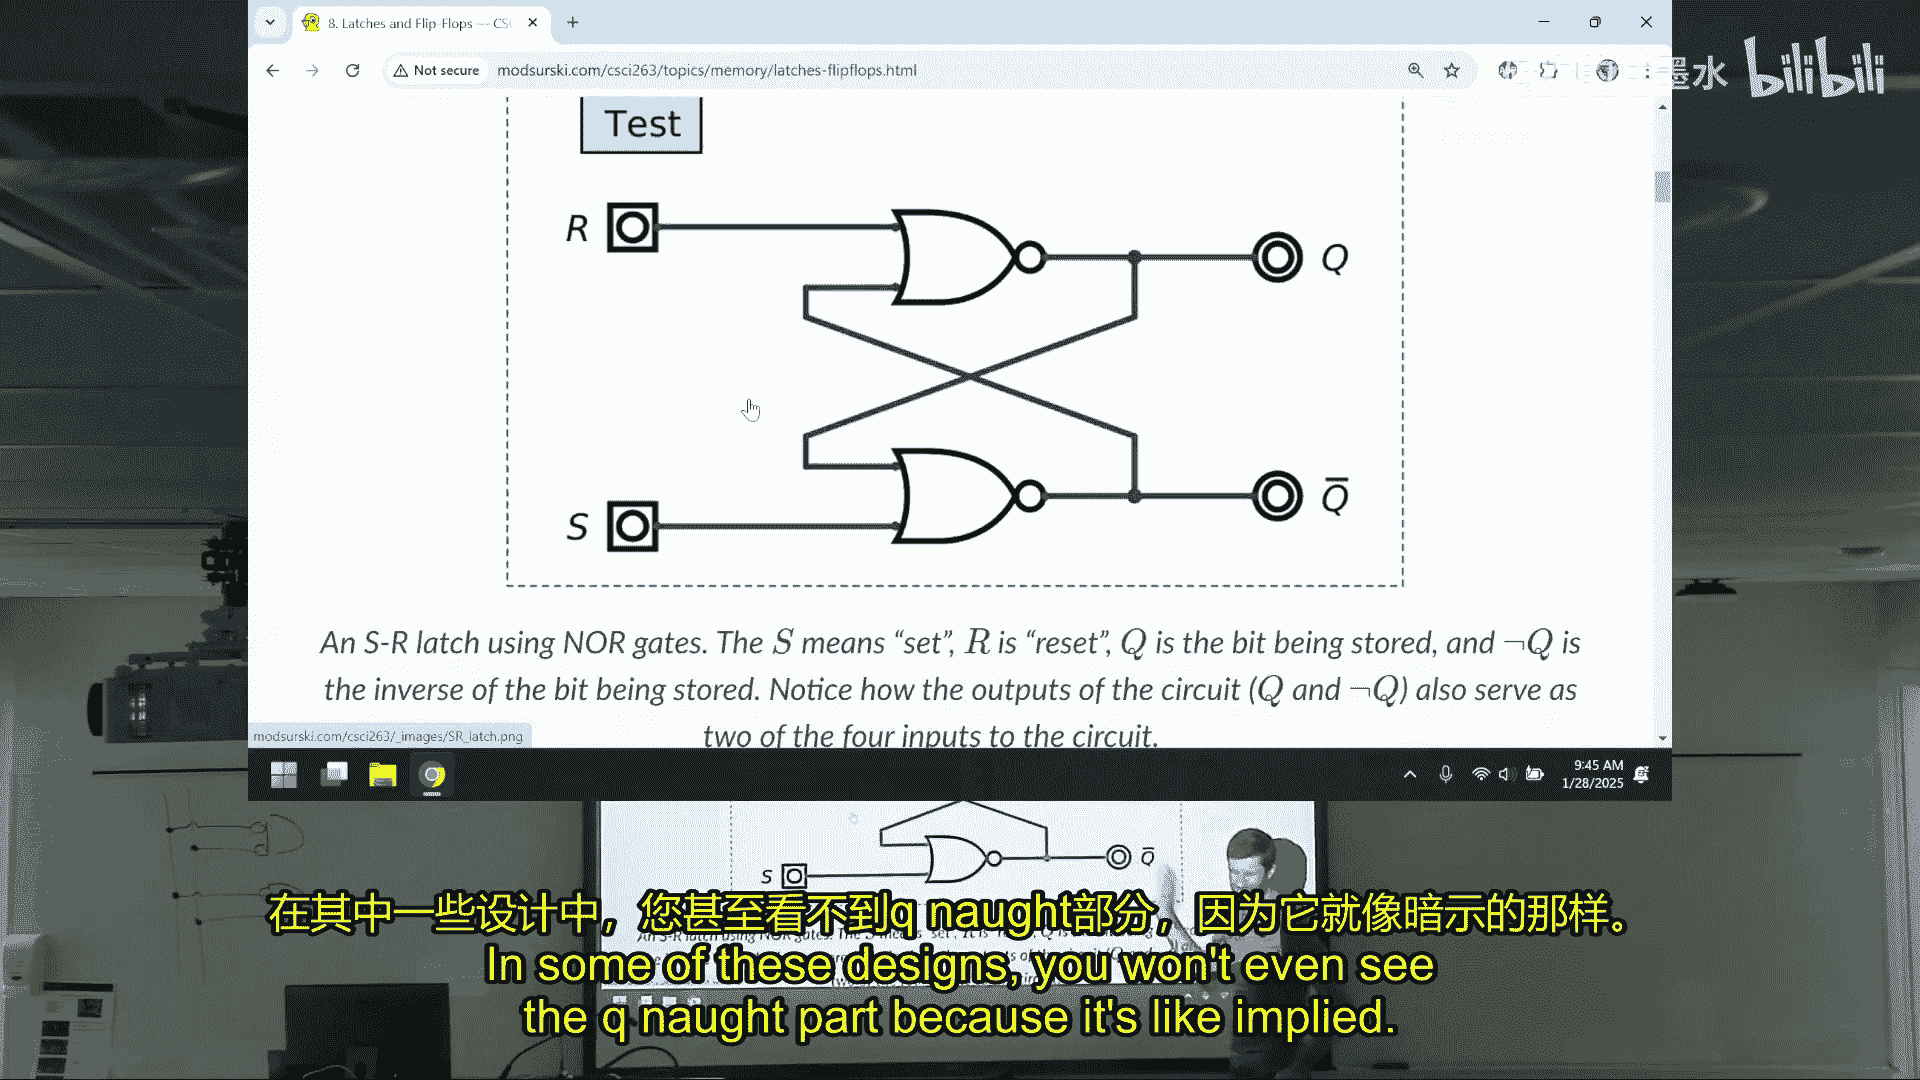 8. Latches and Flip-Flops — CSC
Not secure
modsurski.com/csci263/topics/memory/latches-flipflops.html
墨水 bilibili
Test
R
Q
S
Q̅
An S-R latch using NOR gates. The S means “set”, R is “reset”, Q is the bit being stored, and ¬Q is
the inverse of the bit being stored. Notice how the outputs of the circuit (Q and ¬Q) also serve as
two of the four inputs to the circuit.
modsurski.com/csci263/_images/SR_latch.png
9:45 AM
1/28/2025
S
Q̅
在其中一些设计中，您甚至看不到q naught部分，因为它就像暗示的那样。
In some of these designs, you won't even see
the q naught part because it's like implied.